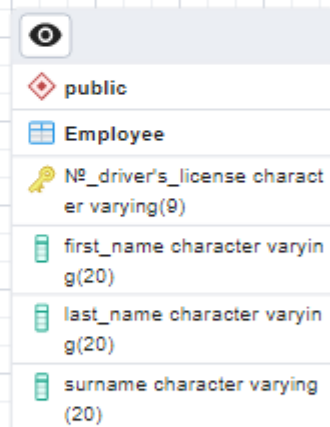 public
Employee
№_driver's_license charact
er varying(9)
first_name character varyin
g(20)
last_name character varyin
g(20)
surname character varying
(20)